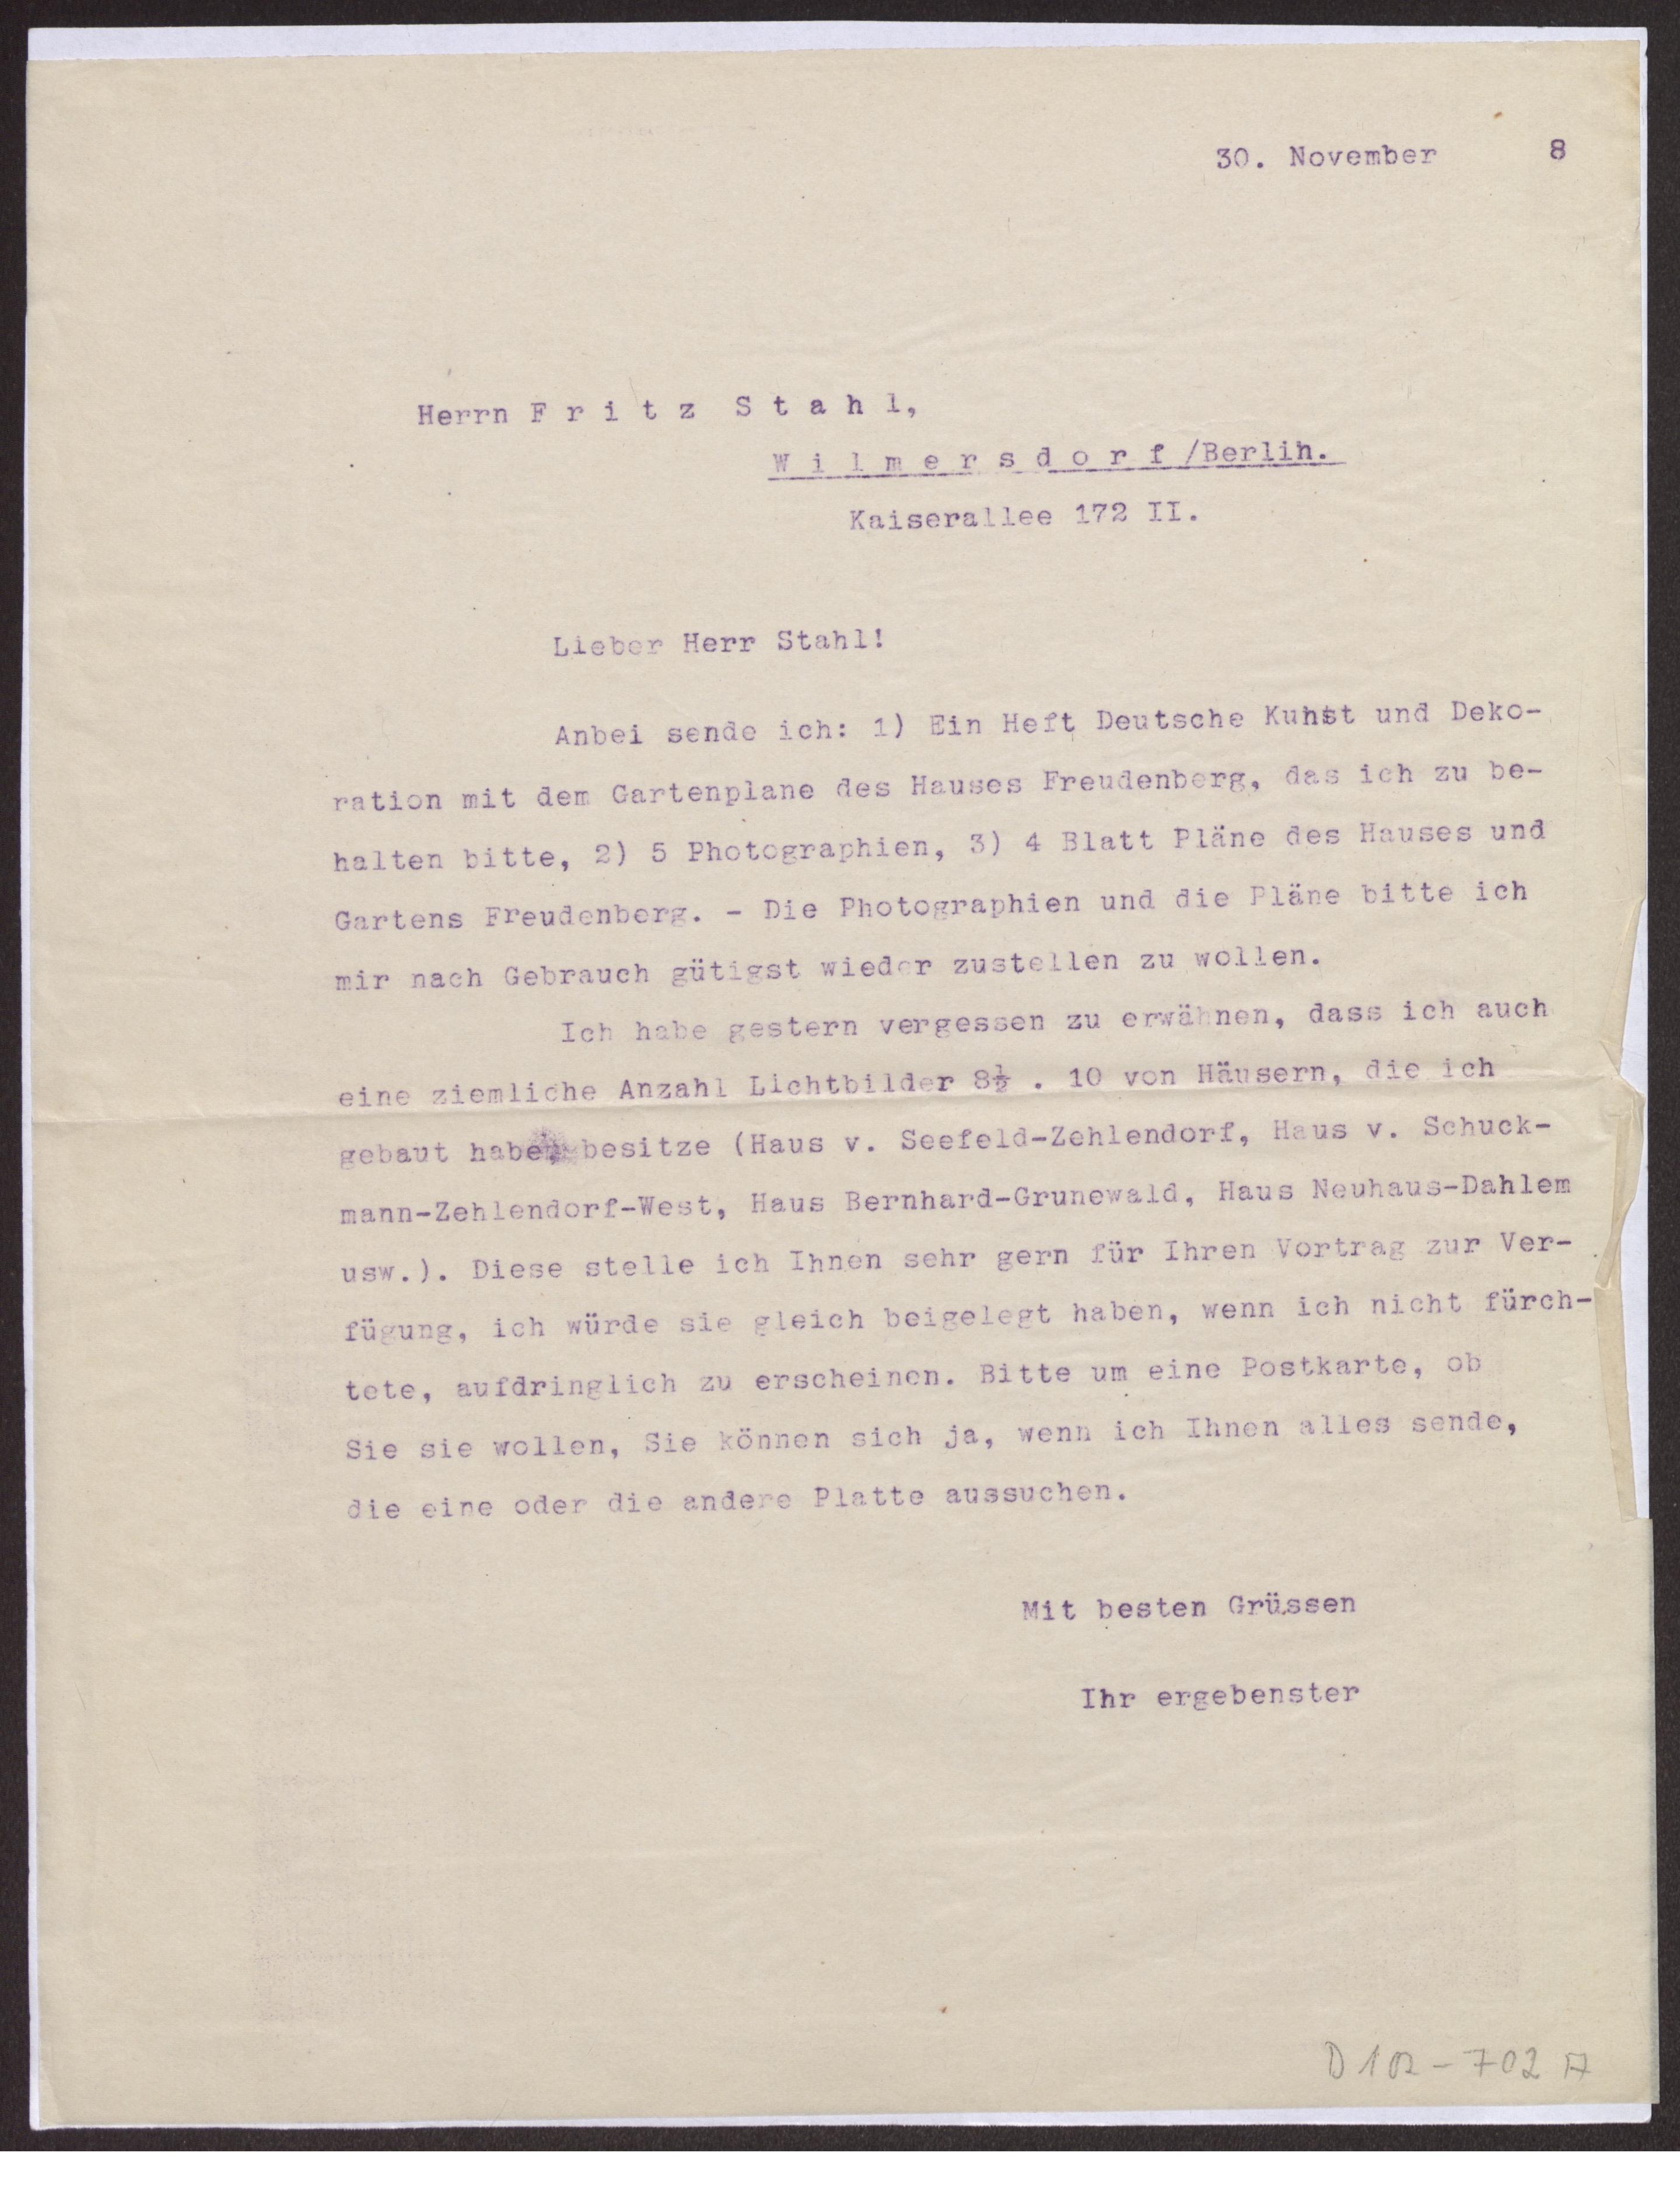 30. November 8
Herrn F r i t z S t a h l,
W i l m e r s d o r f /Berlin.
Kaiserallee 172 II.
Lieber Herr Stahl!
Anbei sende ich: 1) Ein Heft Deutsche Kunst und Deko-
ration mit dem Gartenplane des Hauses Freudenberg, das ich zu be-
halten bitte, 2) 5 Photographien, 3) 4 Blatt Pläne des Hauses und
Gartens Freudenberg. - Die Photographien und die Pläne bitte ich
mir nach Gebrauch gütigst wieder zustellen zu wollen.
Ich habe gestern vergessen zu erwähnen, dass ich auch
eine ziemliche Anzahl Lichtbilder 8½ . 10 von Häusern, die ich
gebaut habe, besitze (Haus v. Seefeld-Zehlendorf, Haus v. Schuck-
mann-Zehlendorf-West, Haus Bernhard-Grunewald, Haus Neuhaus-Dahlem
usw.). Diese stelle ich Ihnen sehr gern für Ihren Vortrag zur Ver-
fügung, ich würde sie gleich beigelegt haben, wenn ich nicht fürch-
tete, aufdringlich zu erscheinen. Bitte um eine Postkarte, ob
Sie sie wollen, Sie können sich ja, wenn ich Ihnen alles sende,
die eine oder die andere Platte aussuchen.
Mit besten Grüssen
Ihr ergebenster
D 102-702 A